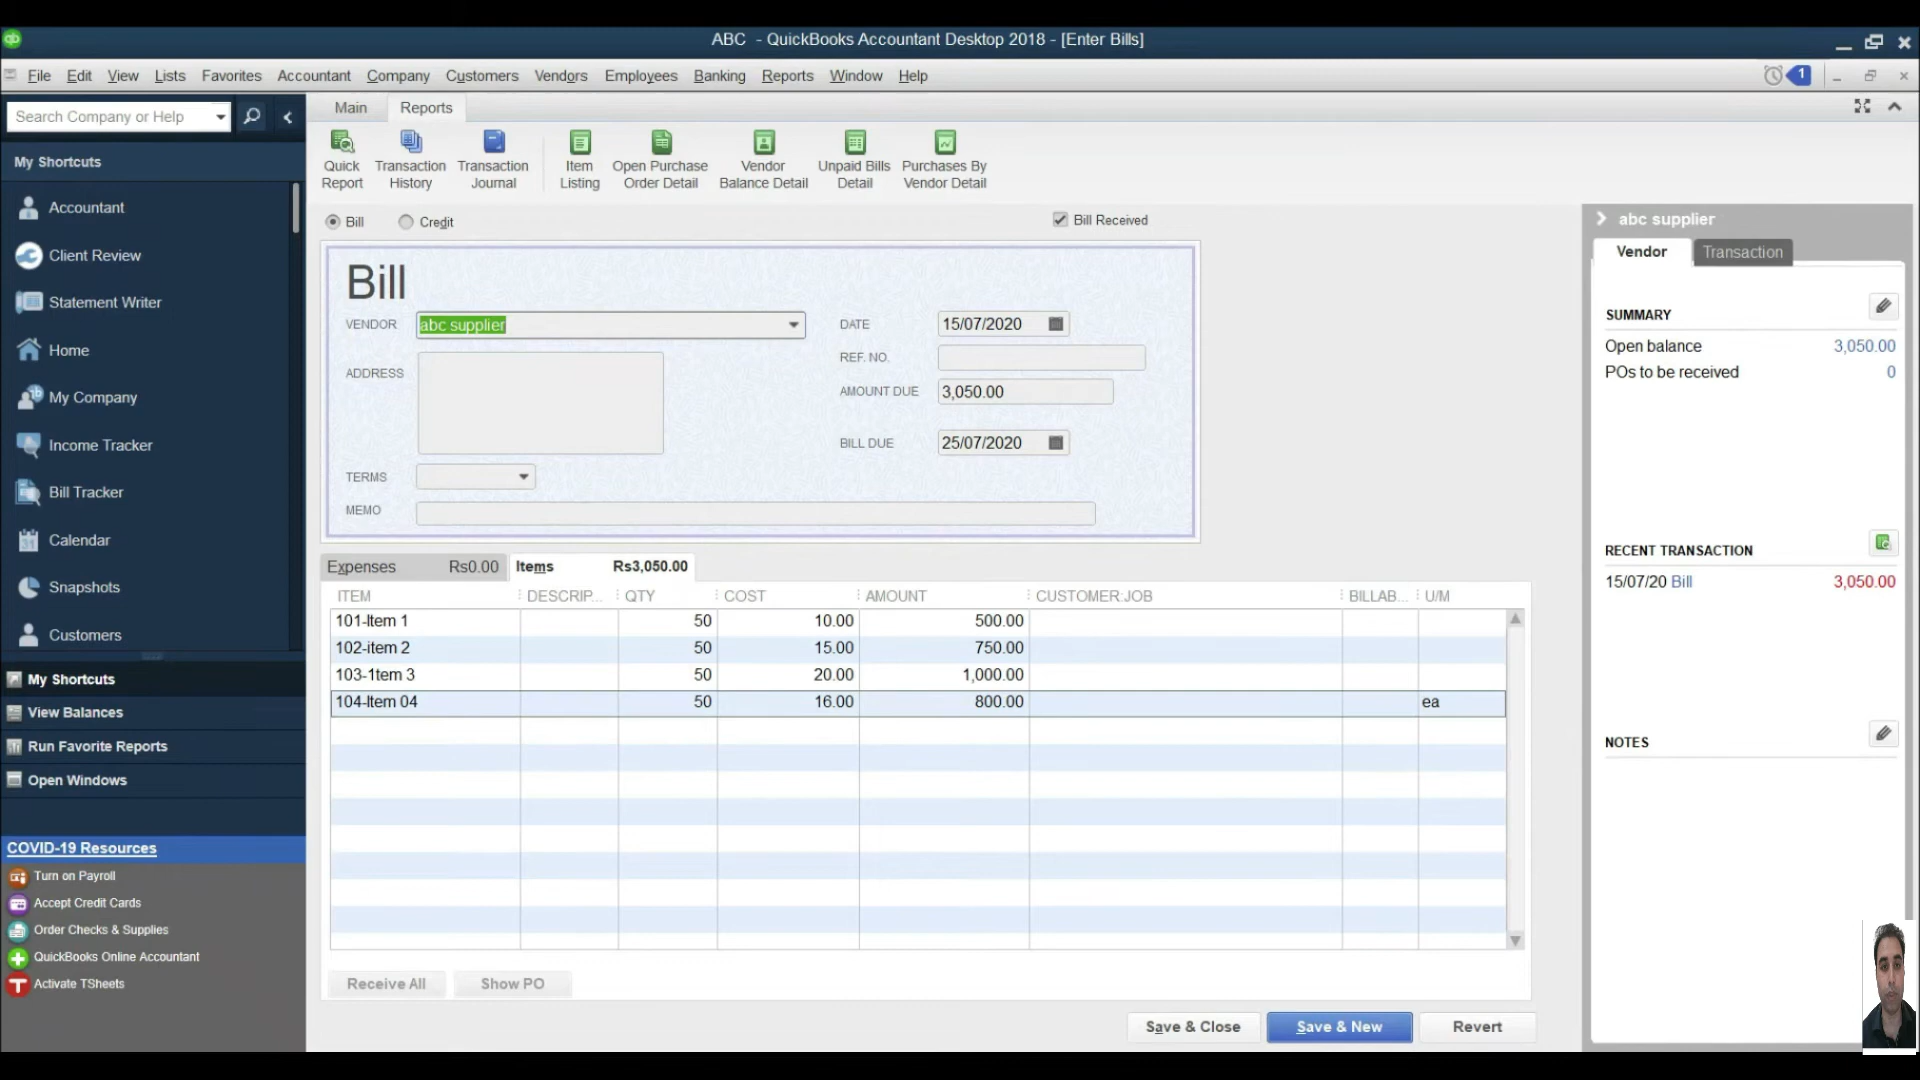 ABC - QuickBooks Accountant Desktop 2018 - [Enter Bills]
File Edit View Lists Favorites Accountant Company Customers Vendors Employees Banking Reports Window Help
1
Search Company or Help
Main Reports
My Shortcuts
Accountant
Client Review
Statement Writer
Home
My Company
Income Tracker
Bill Tracker
Calendar
Snapshots
Customers
My Shortcuts
View Balances
Run Favorite Reports
Open Windows
COVID-19 Resources
Turn on Payroll
Accept Credit Cards
Order Checks & Supplies
QuickBooks Online Accountant
Activate TSheets
Quick Report
Transaction History
Transaction Journal
Item Listing
Open Purchase Order Detail
Vendor Balance Detail
Unpaid Bills Detail
Purchases By Vendor Detail
Bill Credit Bill Received
Bill
VENDOR abc supplier DATE 15/07/2020
REF. NO.
ADDRESS
AMOUNT DUE 3,050.00
BILL DUE 25/07/2020
TERMS
MEMO
Expenses Rs0.00 Items Rs3,050.00
ITEM DESCRIP... QTY COST AMOUNT CUSTOMER:JOB BILLAB... U/M
101-Item 1 50 10.00 500.00
102-item 2 50 15.00 750.00
103-1tem 3 50 20.00 1,000.00
104-Item 04 50 16.00 800.00 ea
Receive All Show PO
Save & Close Save & New Revert
abc supplier
Vendor Transaction
SUMMARY
Open balance 3,050.00
POs to be received 0
RECENT TRANSACTION
15/07/20 Bill 3,050.00
NOTES